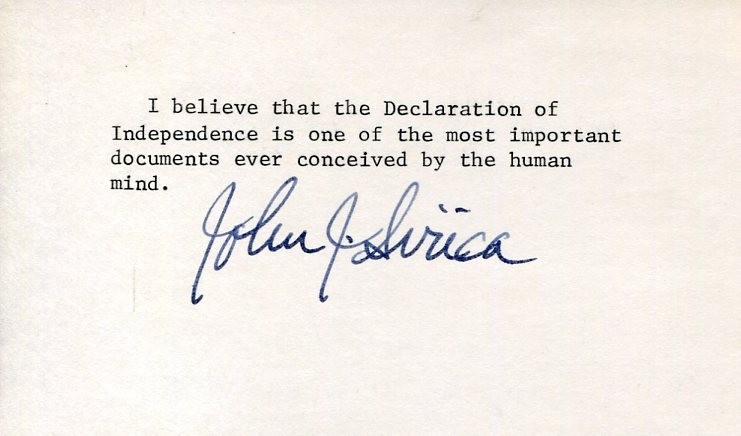 I believe that the Declaration of
Independence is one of the most important
documents ever conceived by the human
mind.
John J. Sirica